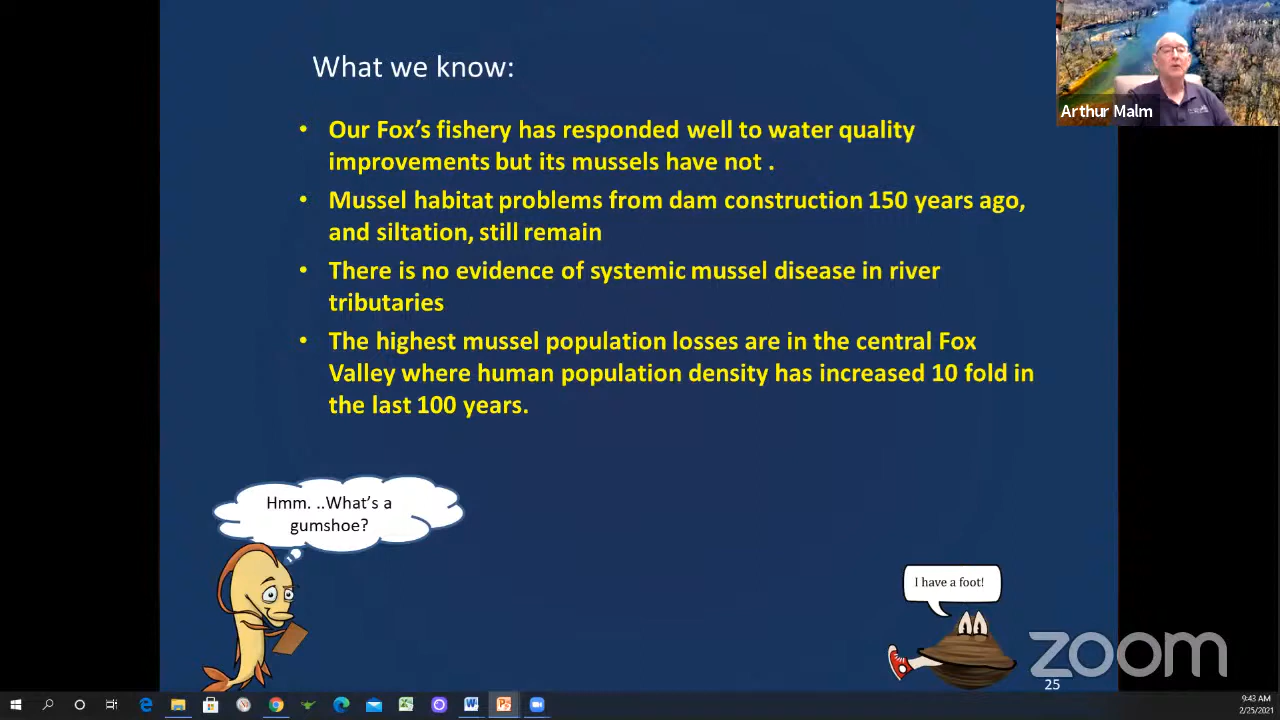 What we know:
Arthur Malm
• Our Fox's fishery has responded well to water quality
improvements but its mussels have not .
• Mussel habitat problems from dam construction 150 years ago,
and siltation, still remain
• There is no evidence of systemic mussel disease in river
tributaries
• The highest mussel population losses are in the central Fox
Valley where human population density has increased 10 fold in
the last 100 years.
Hmm. ..What's a
gumshoe?
I have a foot!
zoom
25
9:43 AM
2/25/2021